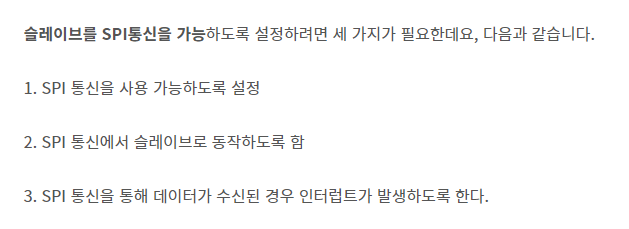 슬레이브를 SPI통신을 가능하도록 설정하려면 세 가지가 필요한데요, 다음과 같습니다.
1. SPI 통신을 사용 가능하도록 설정
2. SPI 통신에서 슬레이브로 동작하도록 함
3. SPI 통신을 통해 데이터가 수신된 경우 인터럽트가 발생하도록 한다.